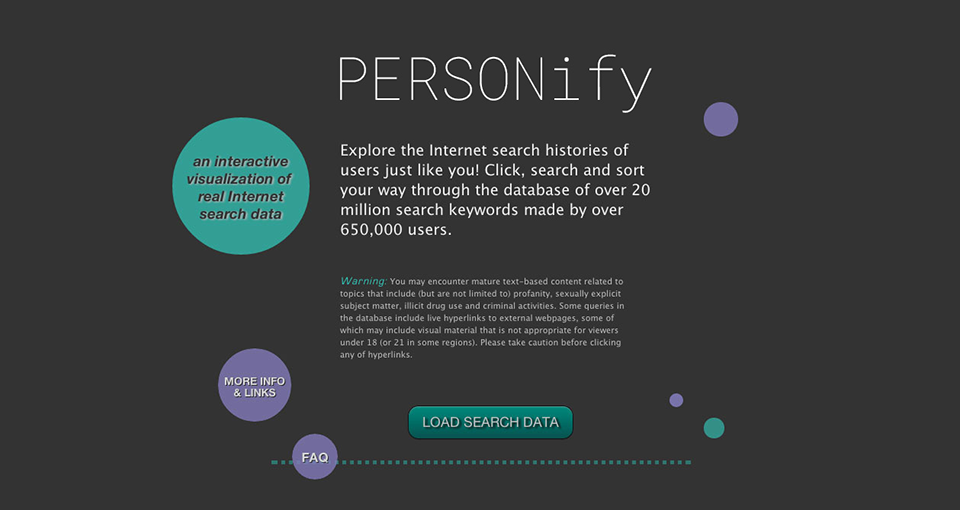 PERSONify
an interactive
visualization of
real Internet
search data
Explore the Internet search histories of
users just like you! Click, search and sort
your way through the database of over 20
million search keywords made by over
650,000 users.
Warning: You may encounter mature text-based content related to
topics that include (but are not limited to) profanity, sexually explicit
subject matter, illicit drug use and criminal activities. Some queries in
the database include live hyperlinks to external webpages, some of
which may include visual material that is not appropriate for viewers
under 18 (or 21 in some regions). Please take caution before clicking
any of hyperlinks.
MORE INFO
& LINKS
LOAD SEARCH DATA
FAQ